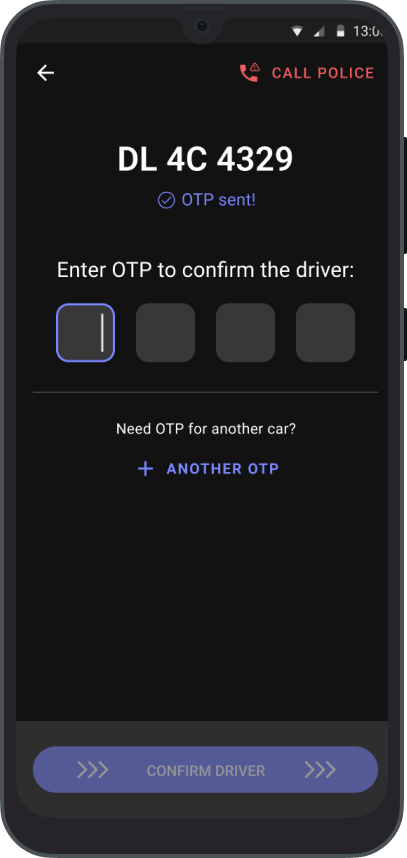 13:0
CALL POLICE
DL 4C 4329
OTP sent!
Enter OTP to confirm the driver:
Need OTP for another car?
+ ANOTHER OTP
CONFIRM DRIVER